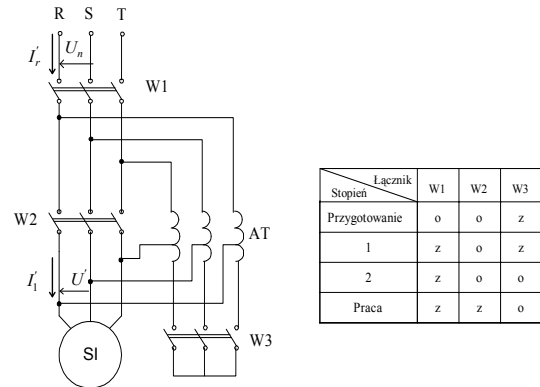 R S T
I'r
Un
W1
W2
AT
I'1
U'
W3
SI
Łącznik
Stopień
W1 W2 W3
Przygotowanie o o z
1 z o z
2 z o o
Praca z z o